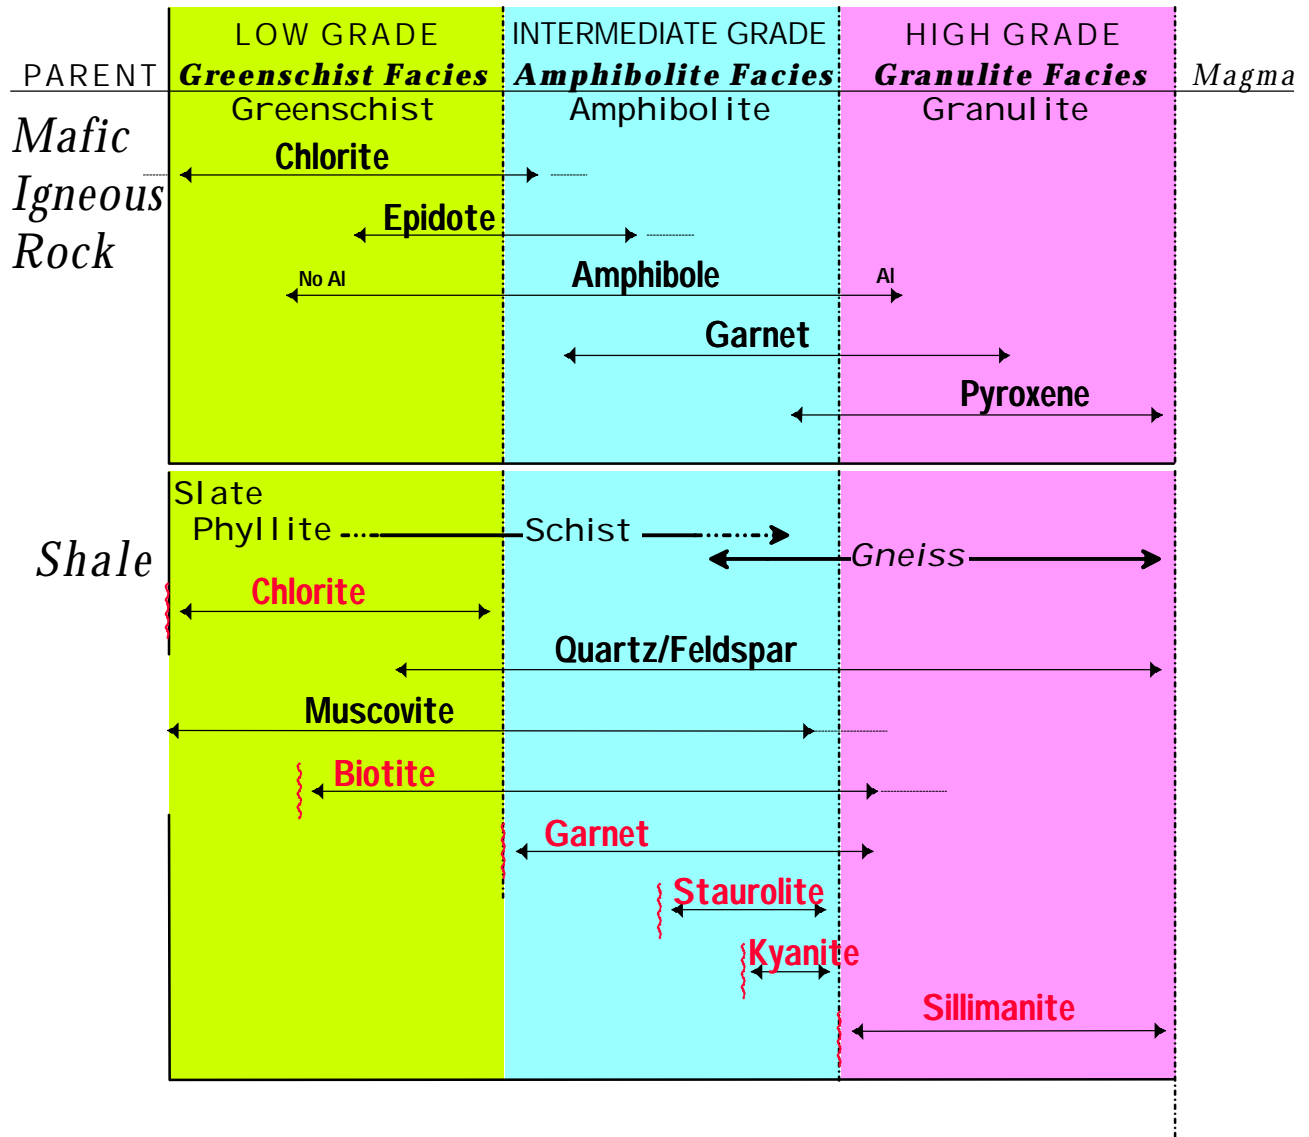 LOW GRADE INTERMEDIATE GRADE HIGH GRADE
PARENT Greenschist Facies Amphibolite Facies Granulite Facies Magma
Greenschist Amphibolite Granulite
Mafic
Igneous
Rock
Chlorite
Epidote
No Al Amphibole Al
Garnet
Pyroxene
Slate
Phyllite Schist
Gneiss
Shale
Chlorite
Quartz/Feldspar
Muscovite
Biotite
Garnet
Staurolite
Kyanite
Sillimanite